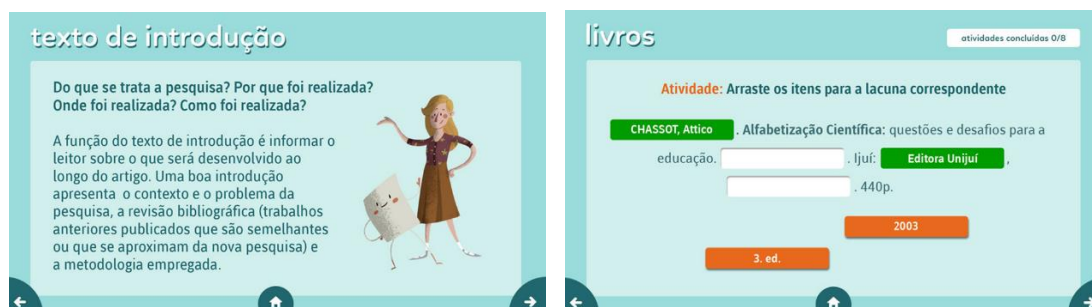 texto de introdução
Do que se trata a pesquisa? Por que foi realizada?
Onde foi realizada? Como foi realizada?
A função do texto de introdução é informar o
leitor sobre o que será desenvolvido ao
longo do artigo. Uma boa introdução
apresenta o contexto e o problema da
pesquisa, a revisão bibliográfica (trabalhos
anteriores publicados que são semelhantes
ou que se aproximam da nova pesquisa) e
a metodologia empregada.
livros
atividades concluídas 0/8
Atividade: Arraste os itens para a lacuna correspondente
CHASSOT, Attico . Alfabetização Científica: questões e desafios para a
educação. . Ijuí: Editora Unijuí ,
. 440p.
2003
3. ed.